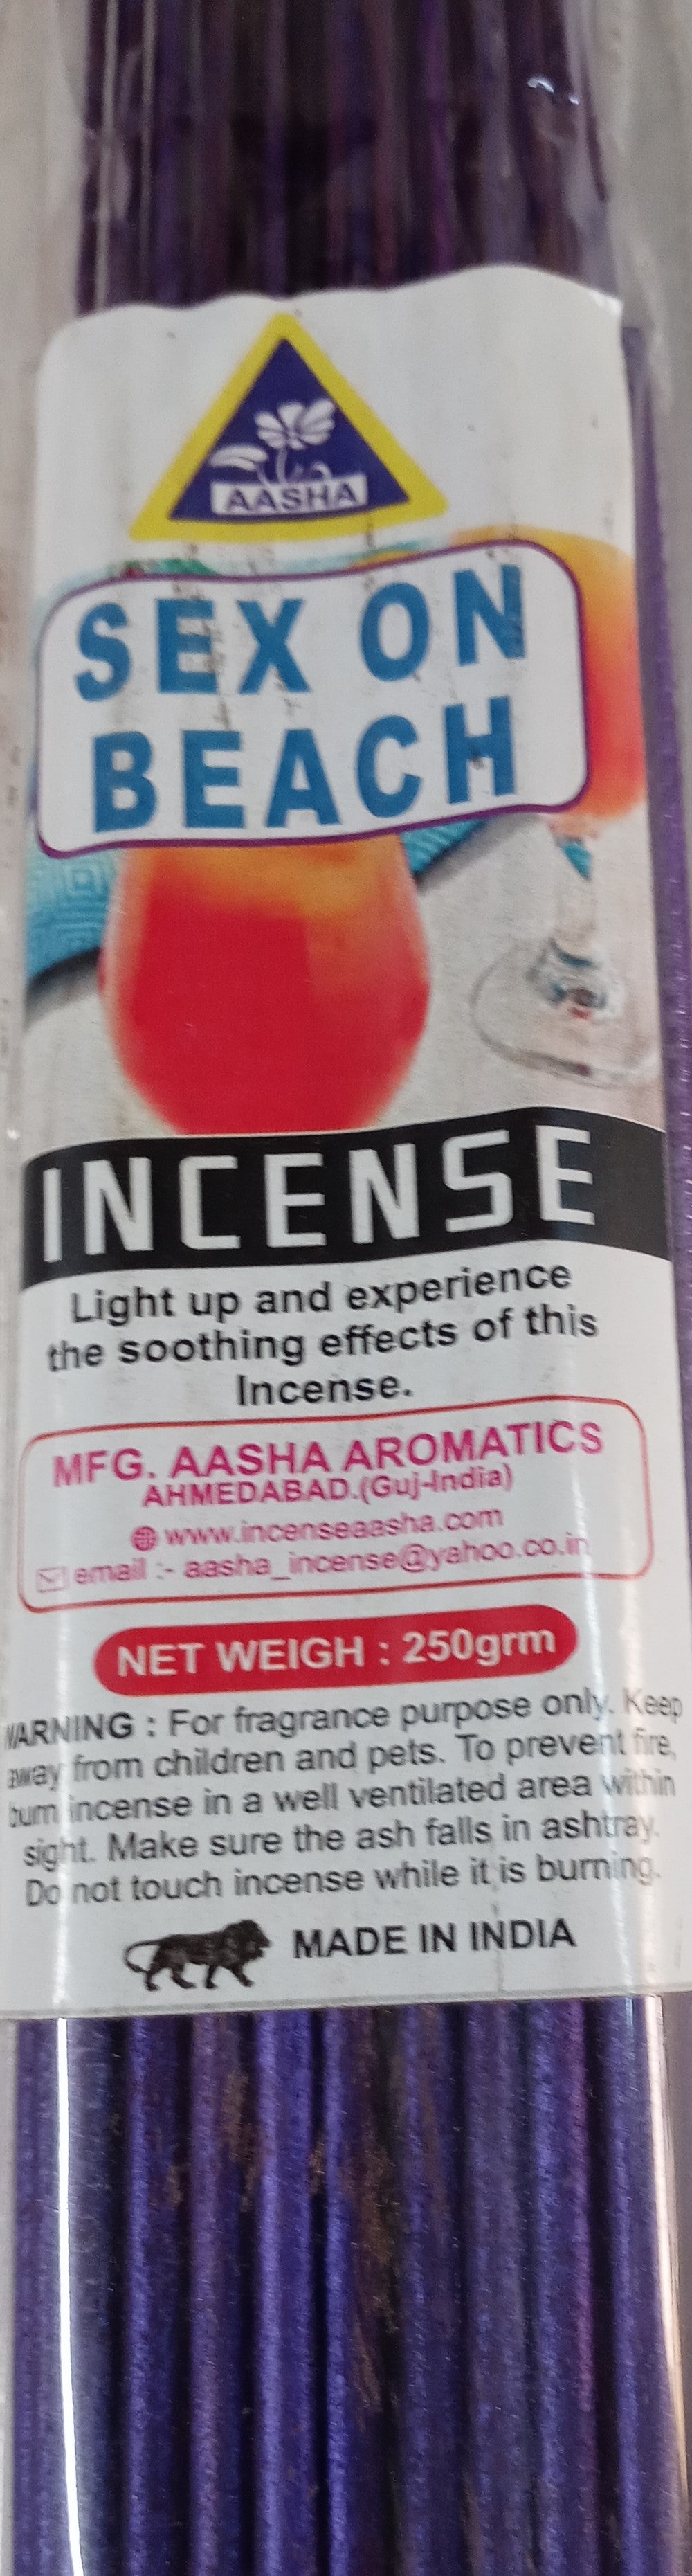 AASHA
SEX ON
BEACH
INCENSE
Light up and experience
the soothing effects of this
Incense.
MFG. AASHA AROMATICS
AHMEDABAD.(Guj-India)
www.incenseaasha.com
email :- aasha_incense@yahoo.co.in
NET WEIGH : 250grm
WARNING : For fragrance purpose only. Keep
away from children and pets. To prevent fire,
burn incense in a well ventilated area within
sight. Make sure the ash falls in ashtray.
Do not touch incense while it is burning.
MADE IN INDIA